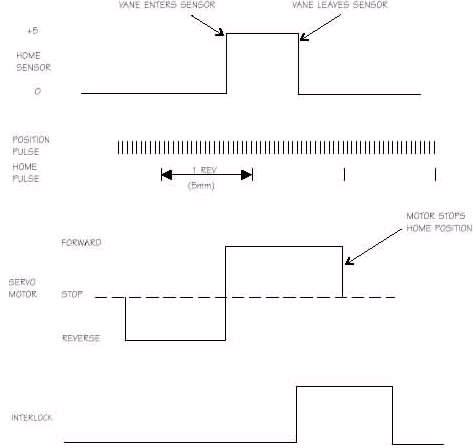 VANE ENTERS SENSOR
VANE LEAVES SENSOR
+5
HOME
SENSOR
0
POSITION
PULSE
HOME
PULSE
1 REV
(5mm)
MOTOR STOPS
HOME POSITION
FORWARD
SERVO
MOTOR
STOP
REVERSE
INTERLOCK